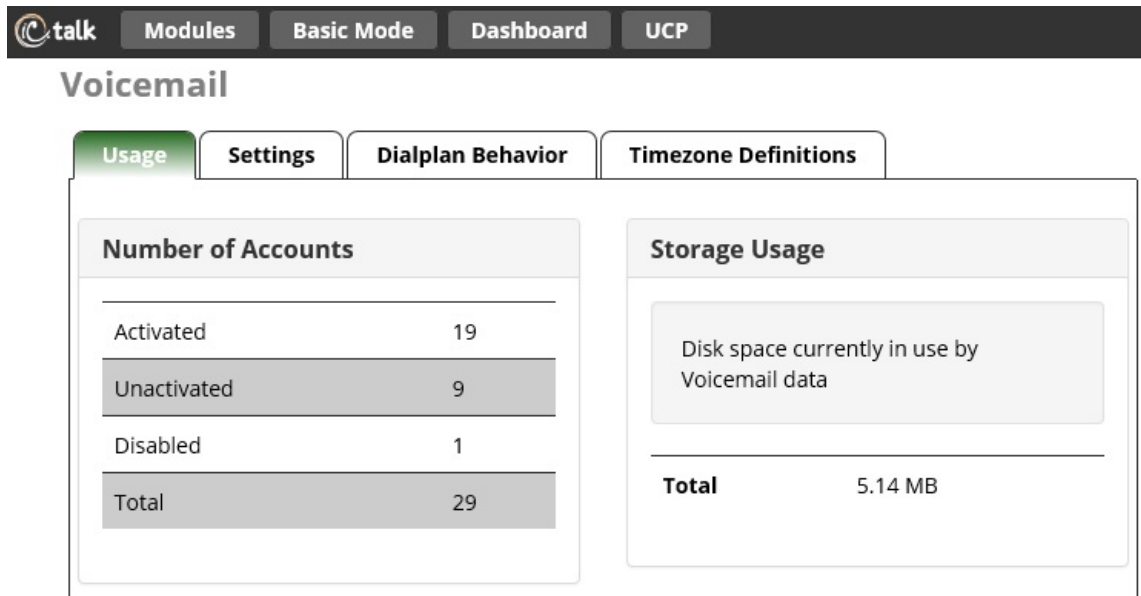 iC talk Modules Basic Mode Dashboard UCP
Voicemail
Usage Settings Dialplan Behavior Timezone Definitions
Number of Accounts
Activated 19
Unactivated 9
Disabled 1
Total 29
Storage Usage
Disk space currently in use by
Voicemail data
Total 5.14 MB